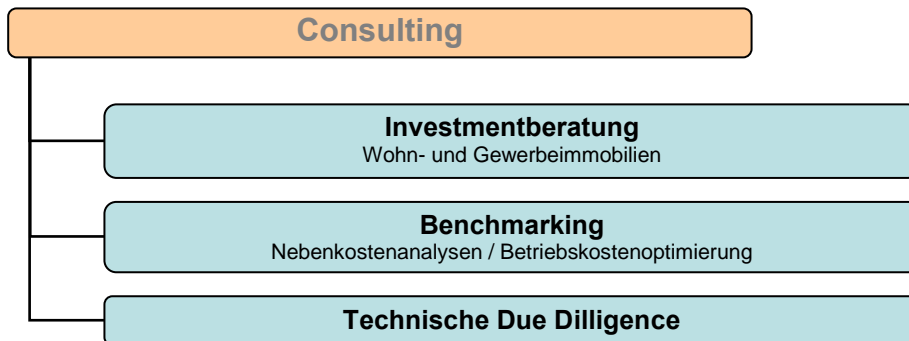 Consulting
Investmentberatung
Wohn- und Gewerbeimmobilien
Benchmarking
Nebenkostenanalysen / Betriebskostenoptimierung
Technische Due Dilligence